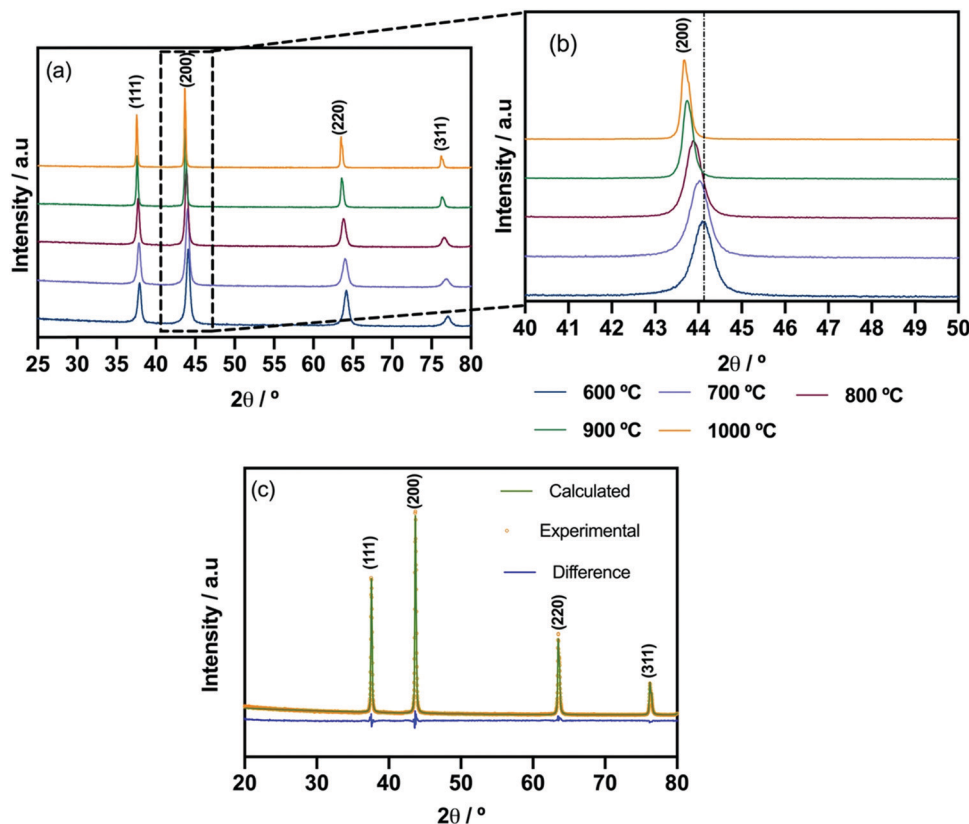 (a)
(111)
(200)
(220)
(311)
Intensity / a.u
25 30 35 40 45 50 55 60 65 70 75 80
2θ / º
(b)
(200)
Intensity / a.u
40 41 42 43 44 45 46 47 48 49 50
2θ / º
600 ºC 700 ºC 800 ºC
900 ºC 1000 ºC
(c)
(111)
(200)
(220)
(311)
Calculated
Experimental
Difference
Intensity / a.u
20 30 40 50 60 70 80
2θ / º